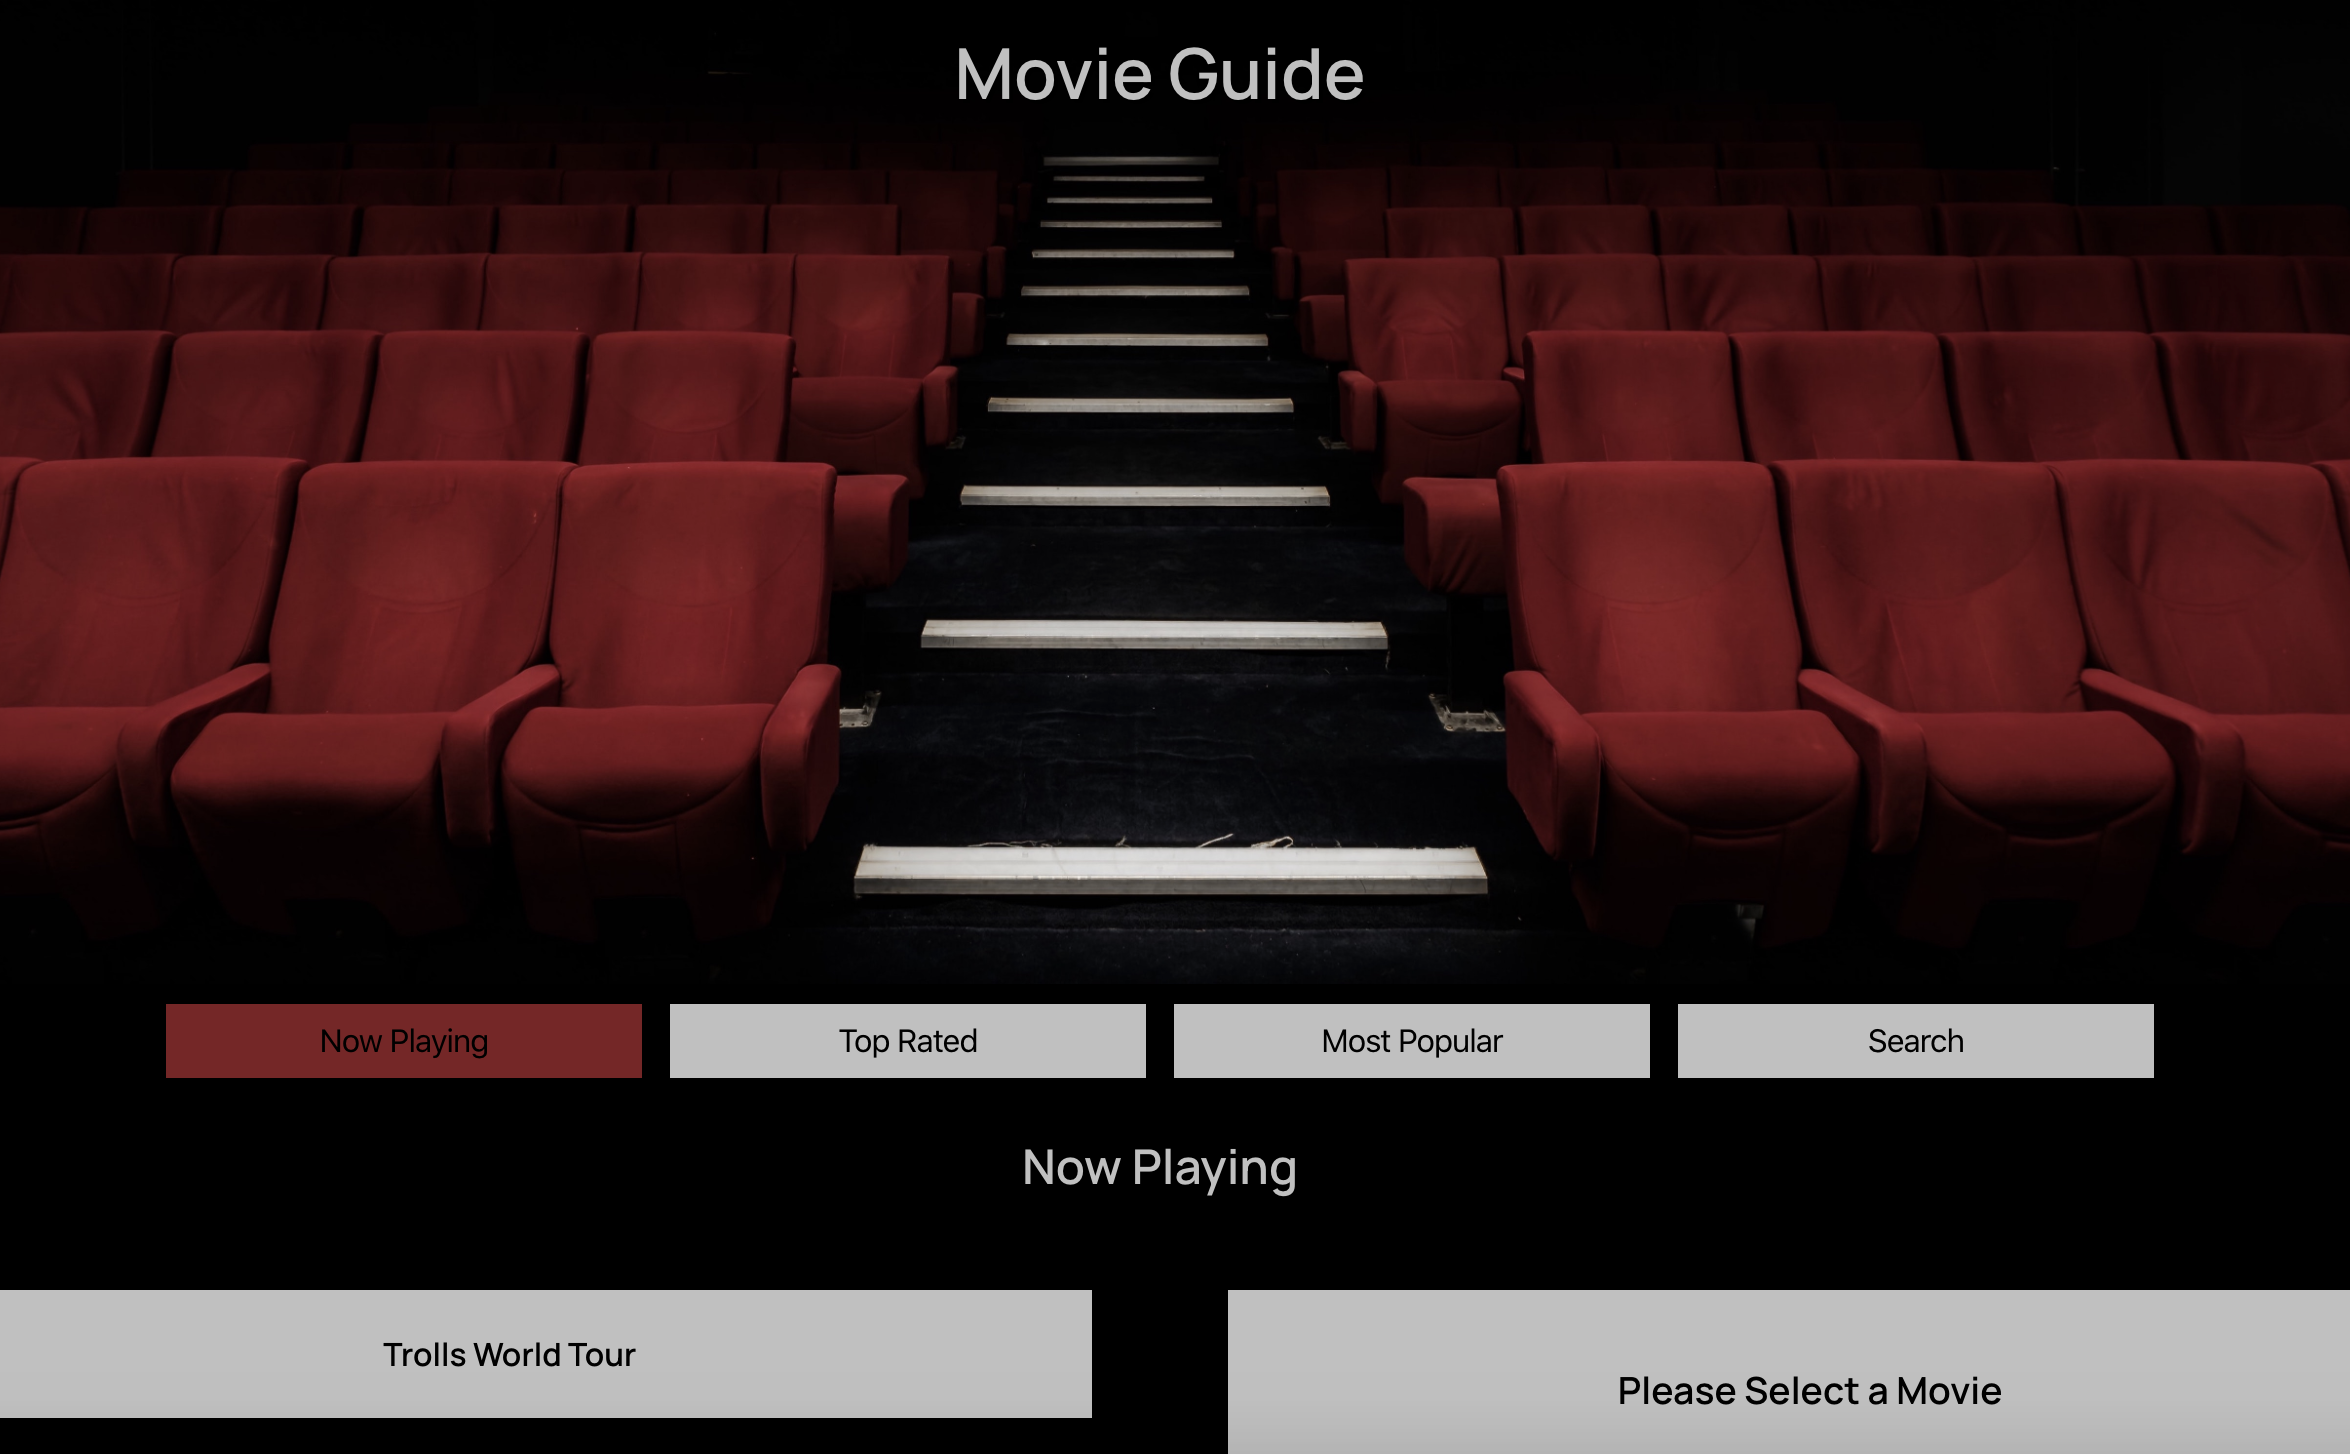 Movie Guide
Now Playing
Top Rated
Most Popular
Search
Now Playing
Trolls World Tour
Please Select a Movie